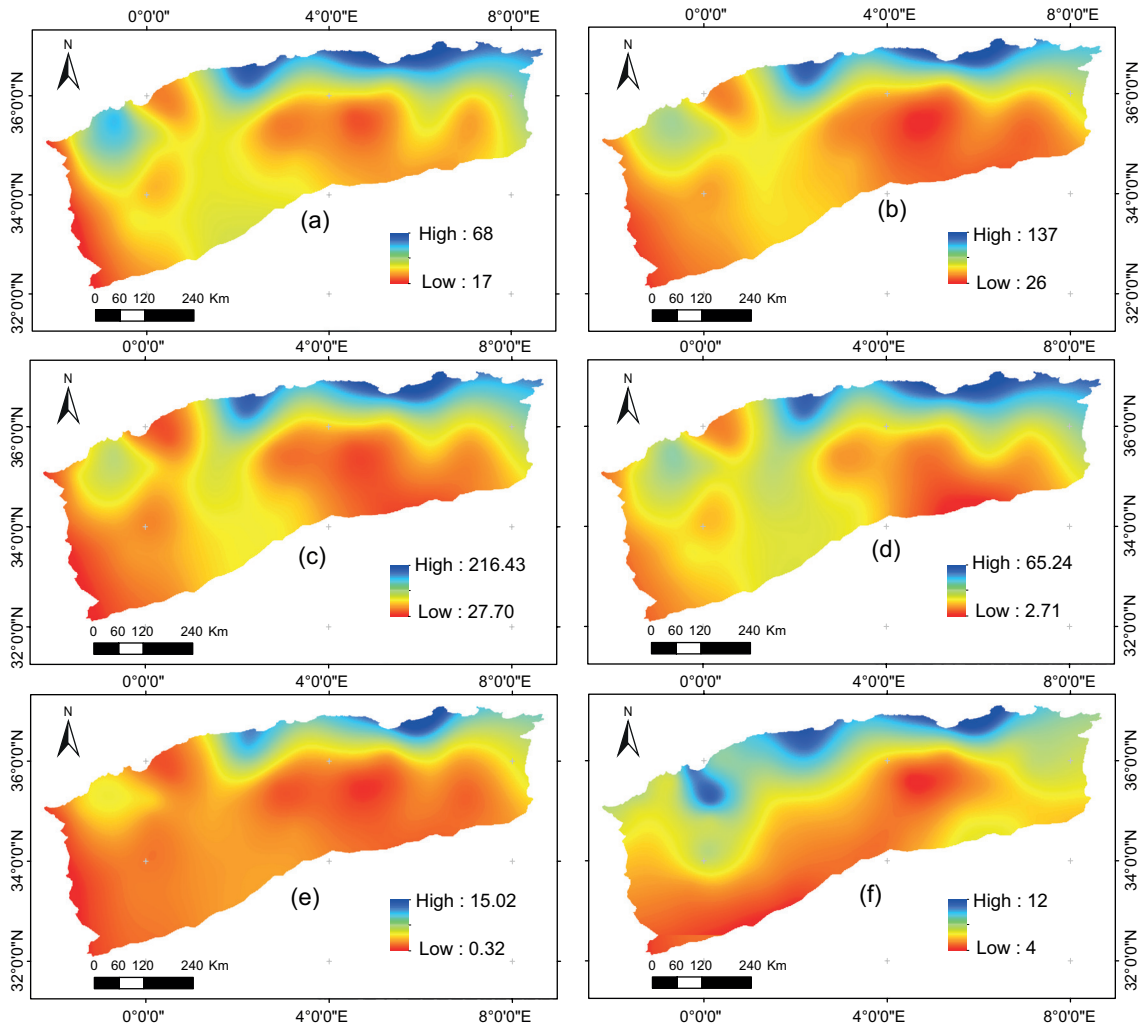 0°0'0"
4°0'0"E
8°0'0"E
0°0'0"
4°0'0"E
8°0'0"E
36°0'0"N
34°0'0"N
32°0'0"N
N
(a)
High : 68
Low : 17
0 60 120 240 Km
N
(b)
High : 137
Low : 26
0 60 120 240 Km
36°0'0"N
34°0'0"N
32°0'0"N
0°0'0"N
4°0'0"E
8°0'0"E
0°0'0"N
4°0'0"E
8°0'0"E
36°0'0"N
34°0'0"N
32°0'0"N
N
(c)
High : 216.43
Low : 27.70
0 60 120 240 Km
N
(d)
High : 65.24
Low : 2.71
0 60 120 240 Km
36°0'0"N
34°0'0"N
32°0'0"N
0°0'0"N
4°0'0"E
8°0'0"E
0°0'0"N
4°0'0"E
8°0'0"E
36°0'0"N
34°0'0"N
32°0'0"N
N
(e)
High : 15.02
Low : 0.32
0 60 120 240 Km
N
(f)
High : 12
Low : 4
0 60 120 240 Km
36°0'0"N
34°0'0"N
32°0'0"N
0°0'0"N
4°0'0"E
8°0'0"E
0°0'0"N
4°0'0"E
8°0'0"E